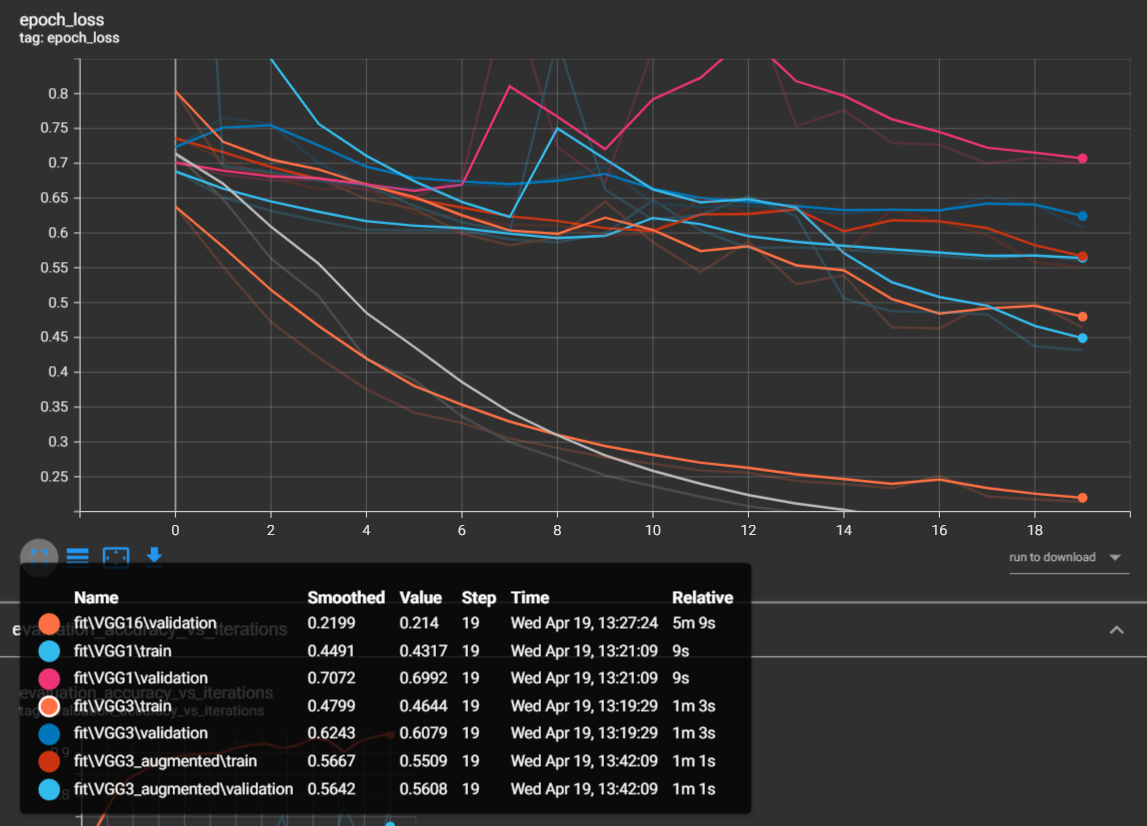 epoch_loss
tag: epoch_loss
0.8
0.75
0.7
0.65
0.6
0.55
0.5
0.45
0.4
0.35
0.3
0.25
0 2 4 6 8 10 12 14 16 18
run to download
evaluation_accuracy_vs_iterations
Name Smoothed Value Step Time Relative
fit\VGG16\validation 0.2199 0.214 19 Wed Apr 19, 13:27:24 5m 9s
fit\VGG1\train 0.4491 0.4317 19 Wed Apr 19, 13:21:09 9s
fit\VGG1\validation 0.7072 0.6992 19 Wed Apr 19, 13:21:09 9s
evaluation_accuracy_vs_iterations
fit\VGG3\train 0.4799 0.4644 19 Wed Apr 19, 13:19:29 1m 3s
tag: evaluation_accuracy_vs_iterations
fit\VGG3\validation 0.6243 0.6079 19 Wed Apr 19, 13:19:29 1m 3s
fit\VGG3_augmented\train 0.5667 0.5509 19 Wed Apr 19, 13:42:09 1m 1s
fit\VGG3_augmented\validation 0.5642 0.5608 19 Wed Apr 19, 13:42:09 1m 1s